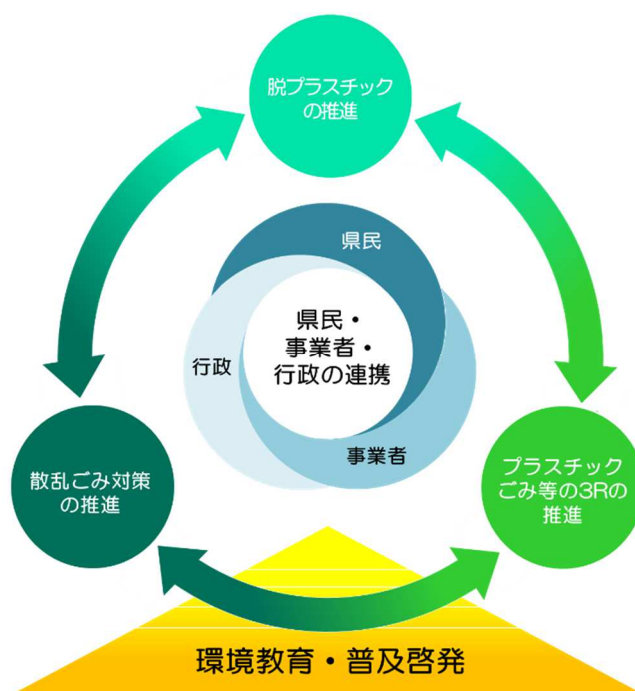 脱プラスチック
の推進
県民
県民・
事業者・
行政の連携
行政
事業者
散乱ごみ対策
の推進
プラスチック
ごみ等の3Rの
推進
環境教育・普及啓発